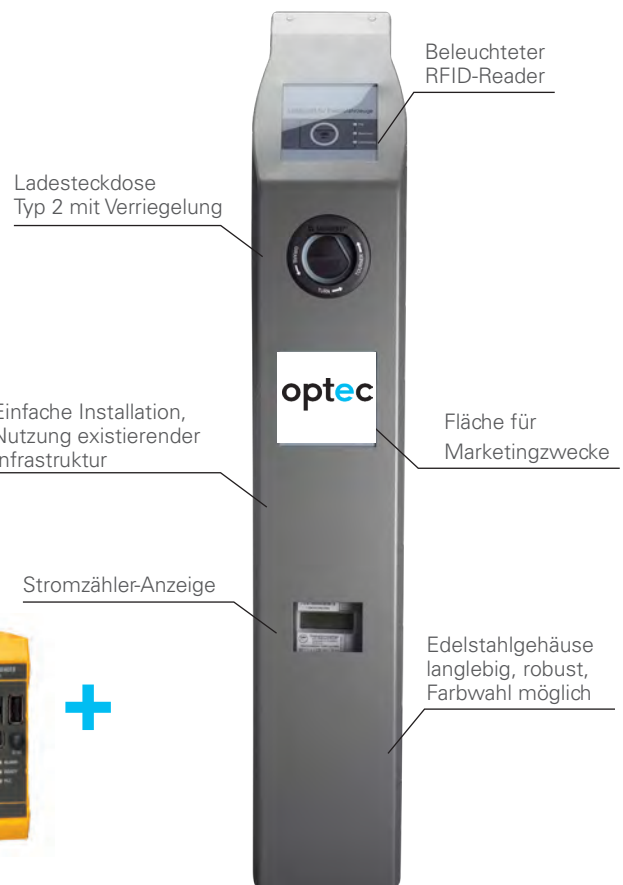 Beleuchteter
RFID-Reader
Ladesteckdose
Typ 2 mit Verriegelung
optec
Einfache Installation,
Nutzung existierender
Infrastruktur
Fläche für
Marketingzwecke
Stromzähler-Anzeige
Edelstahlgehäuse
langlebig, robust,
Farbwahl möglich
+